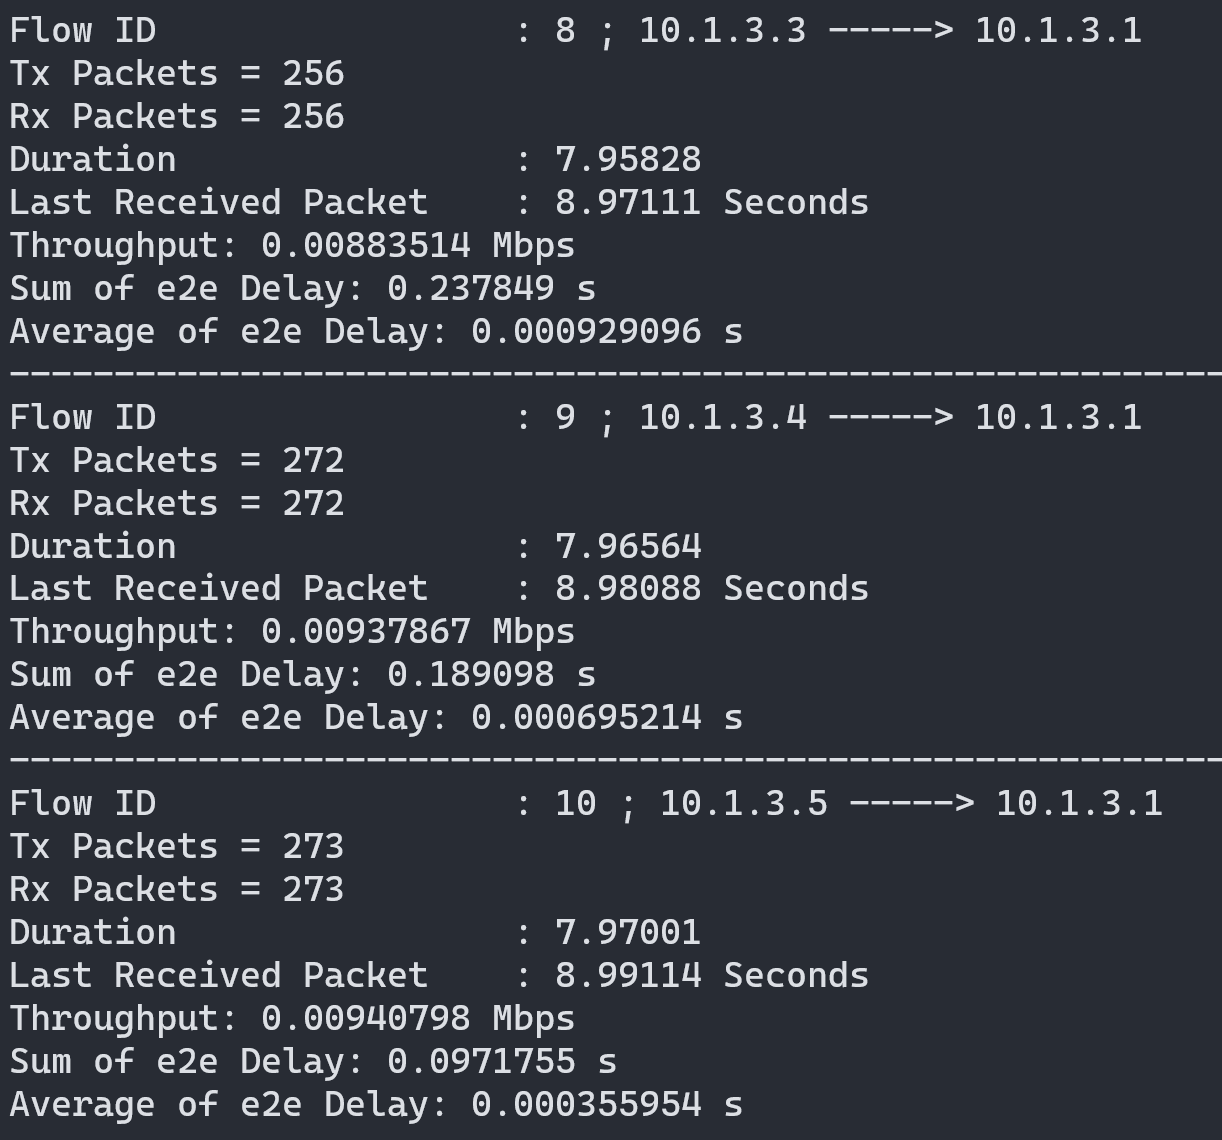 Flow ID                 : 8 ; 10.1.3.3 -----> 10.1.3.1
Tx Packets = 256
Rx Packets = 256
Duration                : 7.95828
Last Received Packet    : 8.97111 Seconds
Throughput: 0.00883514 Mbps
Sum of e2e Delay: 0.237849 s
Average of e2e Delay: 0.000929096 s
----------------------------------------------------------
Flow ID                 : 9 ; 10.1.3.4 -----> 10.1.3.1
Tx Packets = 272
Rx Packets = 272
Duration                : 7.96564
Last Received Packet    : 8.98088 Seconds
Throughput: 0.00937867 Mbps
Sum of e2e Delay: 0.189098 s
Average of e2e Delay: 0.000695214 s
----------------------------------------------------------
Flow ID                 : 10 ; 10.1.3.5 -----> 10.1.3.1
Tx Packets = 273
Rx Packets = 273
Duration                : 7.97001
Last Received Packet    : 8.99114 Seconds
Throughput: 0.00940798 Mbps
Sum of e2e Delay: 0.0971755 s
Average of e2e Delay: 0.000355954 s